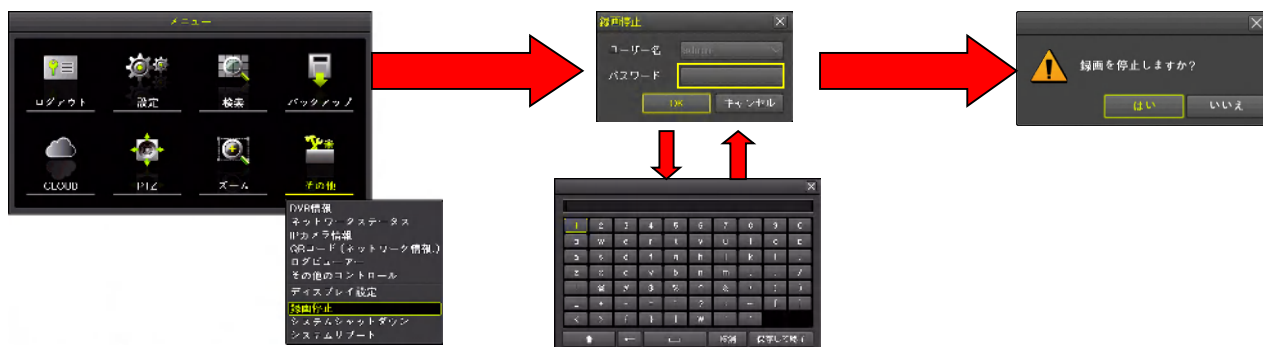 メニュー
ログアウト
設定
検索
バックアップ
CLOUD
PTZ
ズーム
その他
DVR情報
ネットワークステータス
IPカメラ情報
QRコード(ネットワーク情報.)
ログビューアー
その他のコントロール
ディスプレイ設定
録画停止
システムシャットダウン
システムリブート
録画停止
ユーザー名
admin
パスワード
OK
キャンセル
1 2 3 4 5 6 7
保存して終了
録画を停止しますか?
はい
いいえ